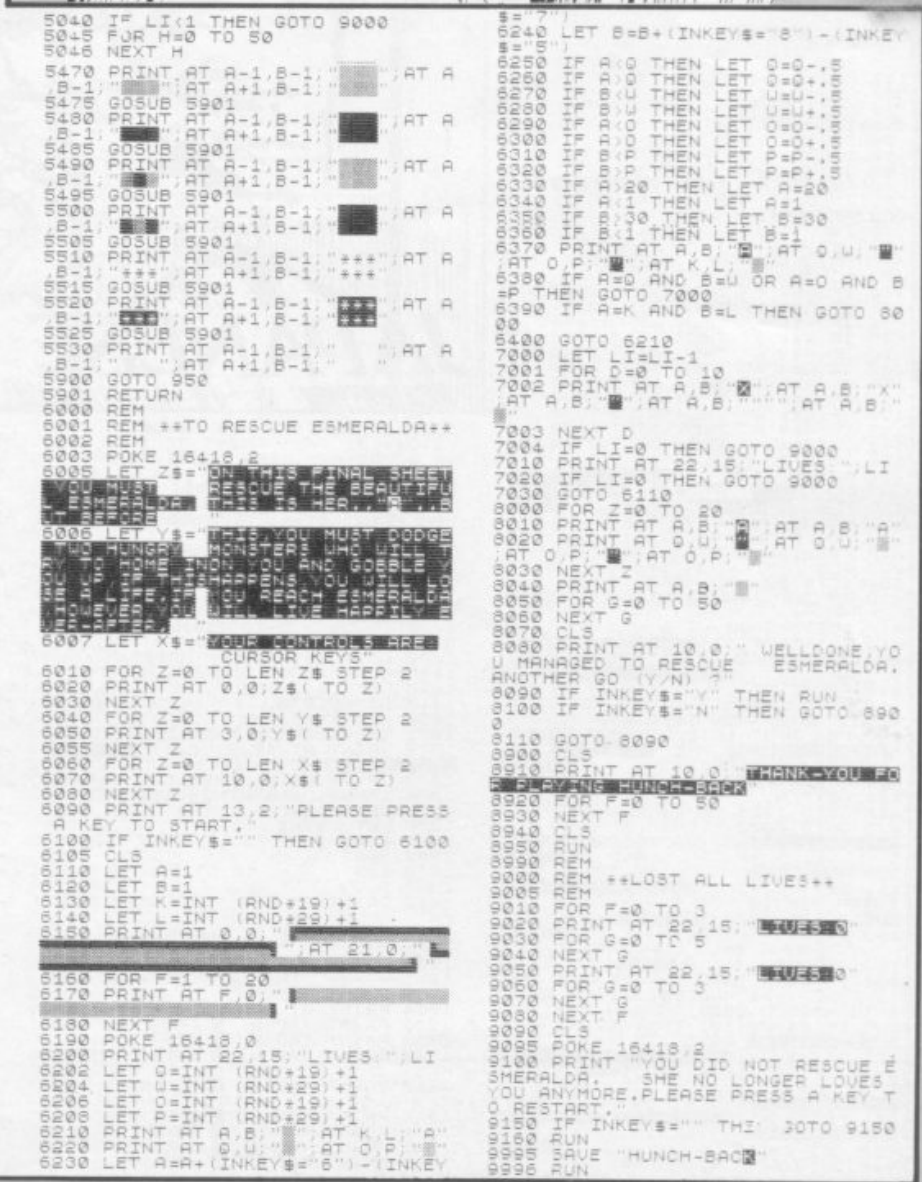 5040 IF LI<1 THEN GOTO 9000
5045 FOR H=0 TO 50
5046 NEXT H
5470 PRINT AT A-1,B-1;"   ";AT A
,B-1;"   ";AT A+1,B-1;"   "
5475 GOSUB 5901
5480 PRINT AT A-1,B-1;"   ";AT A
,B-1;"   ";AT A+1,B-1;"   "
5485 GOSUB 5901
5490 PRINT AT A-1,B-1;"   ";AT A
,B-1;"   ";AT A+1,B-1;"   "
5495 GOSUB 5901
5500 PRINT AT A-1,B-1;"   ";AT A
,B-1;"   ";AT A+1,B-1;"   "
5505 GOSUB 5901
5510 PRINT AT A-1,B-1;"***";AT A
,B-1;"***";AT A+1,B-1;"***"
5515 GOSUB 5901
5520 PRINT AT A-1,B-1;"***";AT A
,B-1;"***";AT A+1,B-1;"***"
5525 GOSUB 5901
5530 PRINT AT A-1,B-1;"   ";AT A
,B-1;"   ";AT A+1,B-1;"   "
5900 GOTO 950
5901 RETURN
6000 REM
6001 REM **TO RESCUE ESMERALDA**
6002 REM
6003 POKE 16418,2
6005 LET Z$="ON THIS FINAL SHEET
YOU MUST RESCUE THE BEAUTIFU
L ESMERALDA.
BEFORE "
6006 LET Y$="THIS YOU MUST DODGE
TWO HUNGRY MONSTERS WHO WILL T
RY TO HOME IN ON YOU AND GOBBLE Y
OU UP. IF THIS HAPPENS YOU WILL
HOWEVER YOU REACH ESMERALDA
YOU WILL LIVE HAPPILY
EVER AFTER"
6007 LET X$="YOUR CONTROLS ARE:
CURSOR KEYS"
6010 FOR Z=0 TO LEN Z$ STEP 2
6020 PRINT AT 0,0;Z$( TO Z)
6030 NEXT Z
6040 FOR Z=0 TO LEN Y$ STEP 2
6050 PRINT AT 3,0;Y$( TO Z)
6055 NEXT Z
6060 FOR Z=0 TO LEN X$ STEP 2
6070 PRINT AT 10,0;X$( TO Z)
6080 NEXT Z
6090 PRINT AT 13,2;"PLEASE PRESS
A KEY TO START."
6100 IF INKEY$="" THEN GOTO 6100
6105 CLS
6110 LET A=1
6120 LET B=1
6130 LET K=INT (RND*19)+1
6140 LET L=INT (RND*29)+1
6150 PRINT AT 0,0;"
";AT 21,0;"
"
6160 FOR F=1 TO 20
6170 PRINT AT F,0;"
"
6180 NEXT F
6190 POKE 16418,0
6200 PRINT AT 22,15;"LIVES ";LI
6202 LET Q=INT (RND*19)+1
6204 LET W=INT (RND*29)+1
6206 LET O=INT (RND*19)+1
6208 LET P=INT (RND*29)+1
6210 PRINT AT A,B;" ";AT K,L;"A"
6220 PRINT AT Q,W;" ";AT O,P;" "
6230 LET A=A+(INKEY$="6")-(INKEY
$="7")
6240 LET B=B+(INKEY$="8")-(INKEY
$="5")
6250 IF A<Q THEN LET Q=Q-.5
6260 IF A>Q THEN LET Q=Q+.5
6270 IF B<W THEN LET W=W-.5
6280 IF B>W THEN LET W=W+.5
6290 IF A<O THEN LET O=O-.5
6300 IF A>O THEN LET O=O+.5
6310 IF B<P THEN LET P=P-.5
6320 IF B>P THEN LET P=P+.5
6330 IF A>20 THEN LET A=20
6340 IF A<1 THEN LET A=1
6350 IF B>30 THEN LET B=30
6360 IF B<1 THEN LET B=1
6370 PRINT AT A,B;"A";AT Q,W;"""
;AT O,P;""";AT K,L;" "
6380 IF A=Q AND B=W OR A=O AND B
=P THEN GOTO 7000
6390 IF A=K AND B=L THEN GOTO 80
00
6400 GOTO 6210
7000 LET LI=LI-1
7001 FOR D=0 TO 10
7002 PRINT AT A,B;"X";AT A,B;"X"
;AT A,B;""";AT A,B;"""";AT A,B;"
"
7003 NEXT D
7004 IF LI=0 THEN GOTO 9000
7010 PRINT AT 22,15;"LIVES ";LI
7020 IF LI=0 THEN GOTO 9000
7030 GOTO 6110
8000 FOR Z=0 TO 20
8010 PRINT AT A,B;"A";AT A,B;"A"
8020 PRINT AT Q,W;""";AT Q,W;" "
;AT O,P;""";AT O,P;" "
8030 NEXT Z
8040 PRINT AT A,B;" "
8050 FOR G=0 TO 50
8060 NEXT G
8070 CLS
8080 PRINT AT 10,0;" WELLDONE,YO
U MANAGED TO RESCUE ESMERALDA.
ANOTHER GO (Y/N) ?"
8090 IF INKEY$="Y" THEN RUN
8100 IF INKEY$="N" THEN GOTO 890
0
8110 GOTO 8090
8900 CLS
8910 PRINT AT 10,0;"THANK-YOU FO
R PLAYING HUNCH-BACK"
8920 FOR F=0 TO 50
8930 NEXT F
8940 CLS
8950 RUN
8990 REM
9000 REM **LOST ALL LIVES**
9005 REM
9010 FOR F=0 TO 3
9020 PRINT AT 22,15;"LIVES 0"
9030 FOR G=0 TO 5
9040 NEXT G
9050 PRINT AT 22,15;"LIVES 0"
9060 FOR G=0 TO 3
9070 NEXT G
9080 NEXT F
9090 CLS
9095 POKE 16418,2
9100 PRINT "YOU DID NOT RESCUE E
SMERALDA. SHE NO LONGER LOVES
YOU ANYMORE.PLEASE PRESS A KEY T
O RESTART."
9150 IF INKEY$="" GOTO 9150
9160 RUN
9995 SAVE "HUNCH-BACK"
9996 RUN